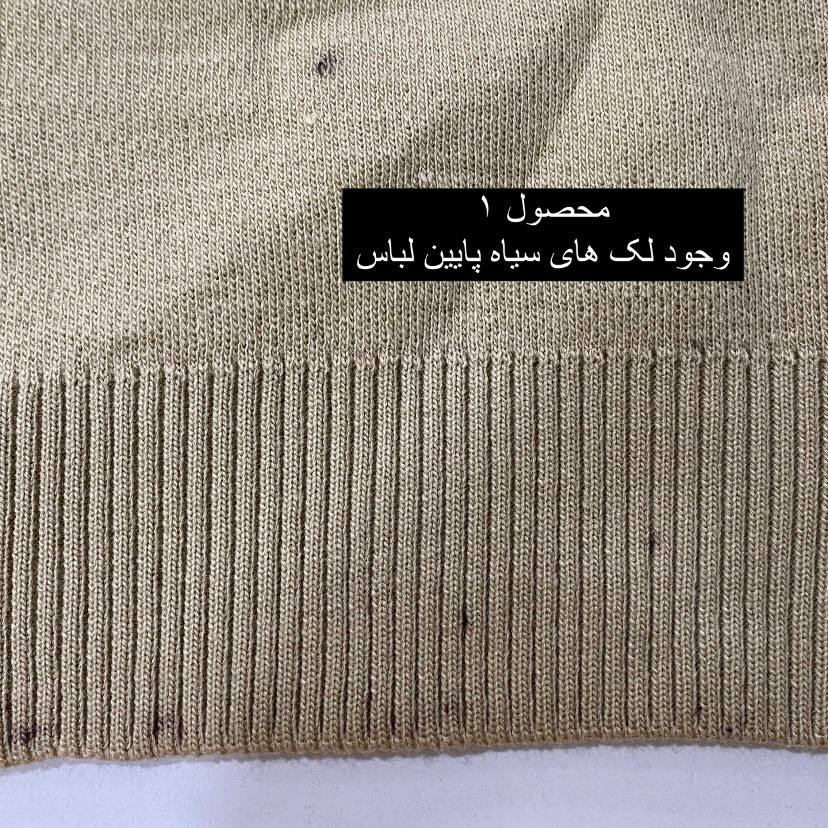 محصول ۱
وجود لک های سیاه پایین لباس